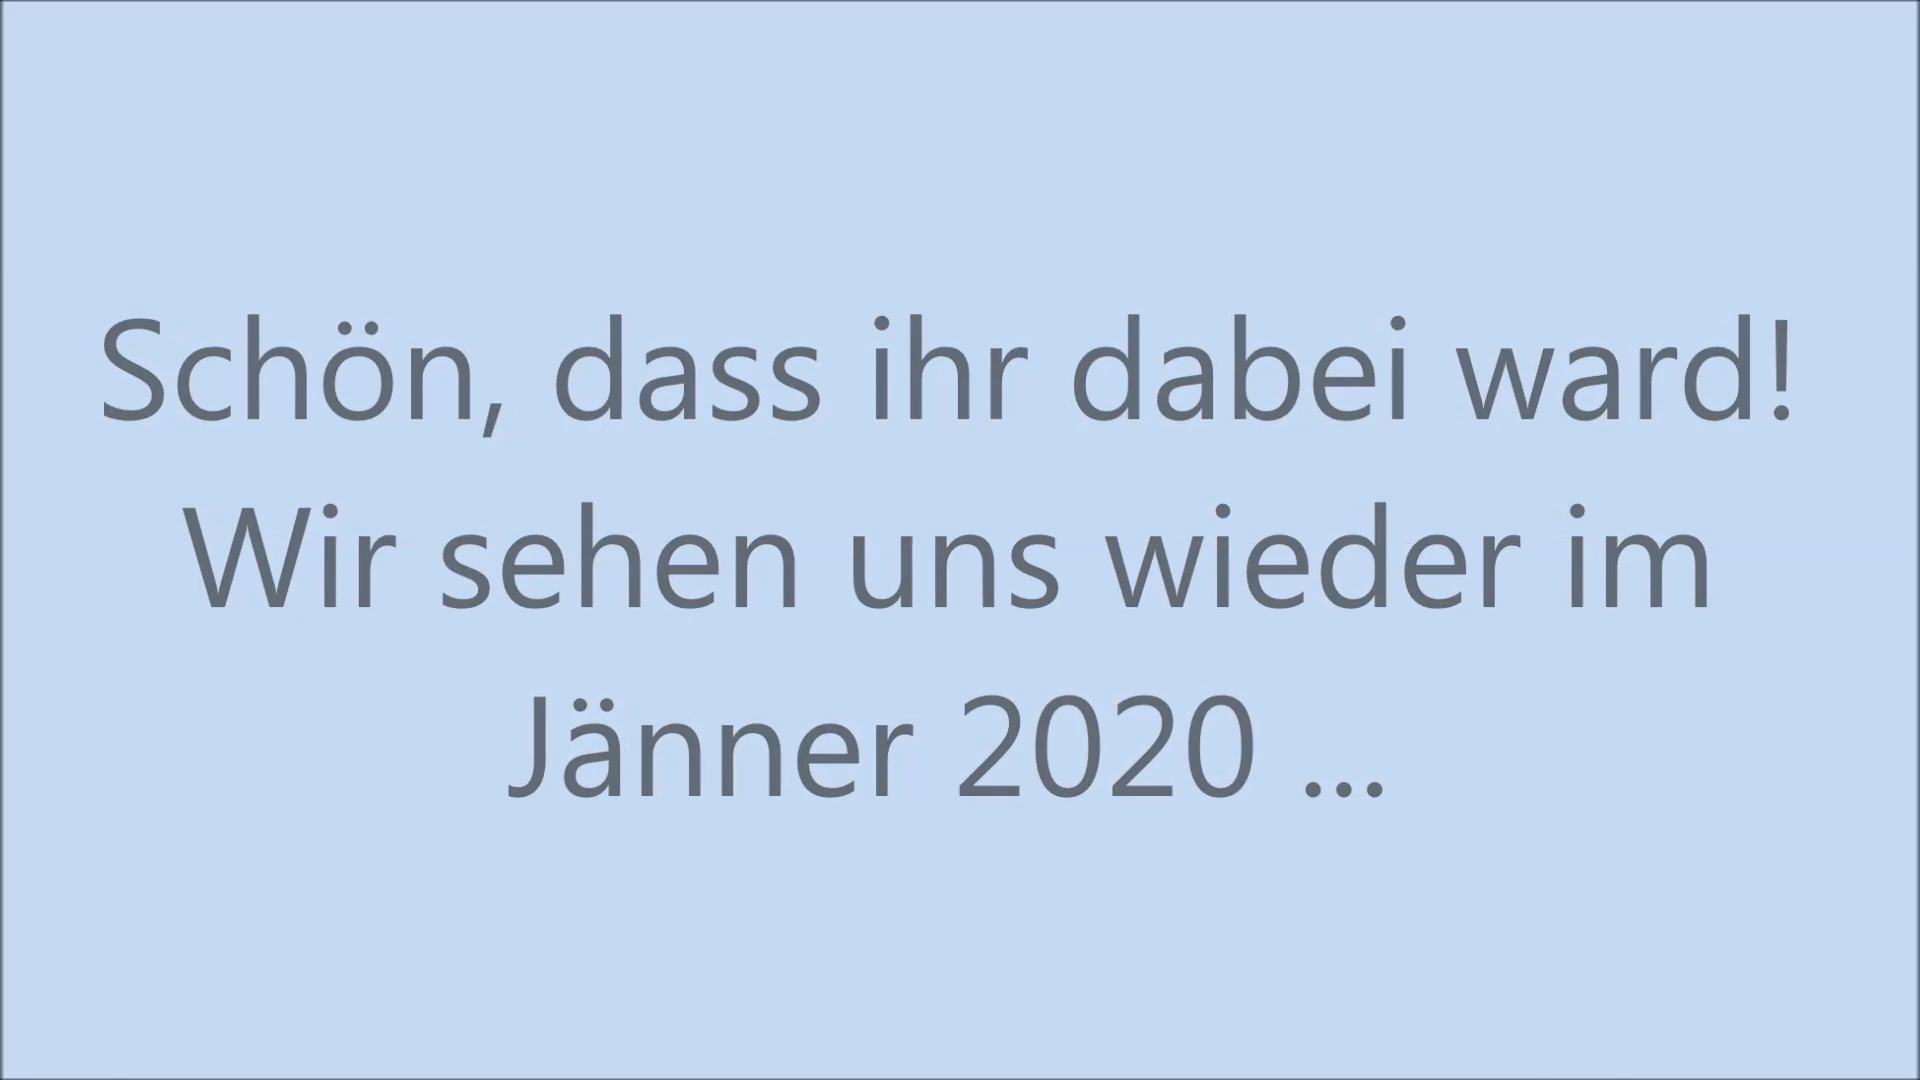 Schön, dass ihr dabei ward!
Wir sehen uns wieder im
Jänner 2020 ...